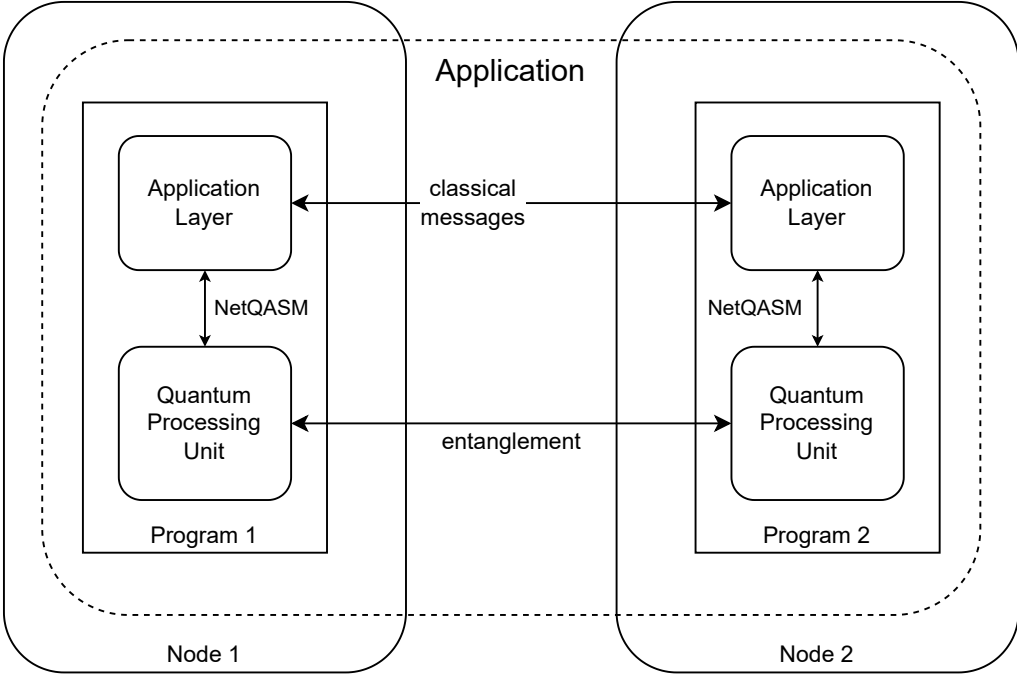 Application
Application
Layer
classical
messages
Application
Layer
NetQASM
NetQASM
Quantum
Processing
Unit
entanglement
Quantum
Processing
Unit
Program 1
Program 2
Node 1
Node 2